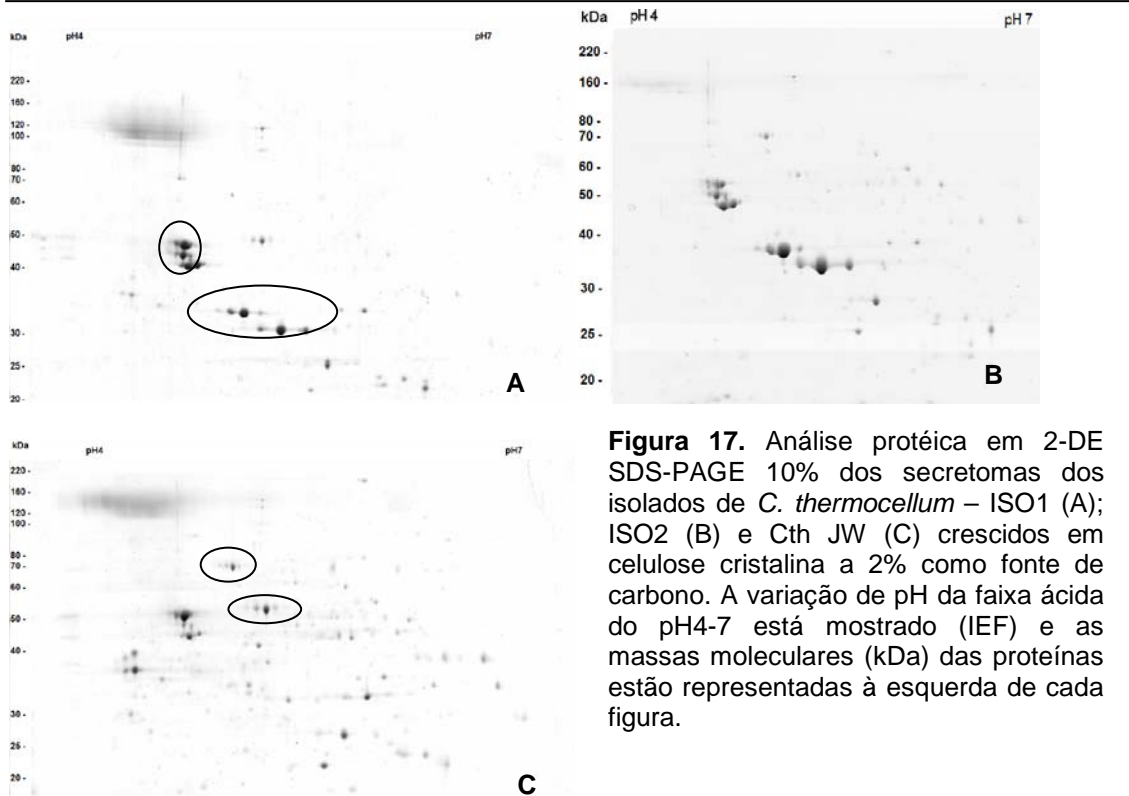 kDa pH4 pH7
220 -
160 -
120 -
100 -
80 -
70 -
60 -
50 -
40 -
30 -
25 -
20 -
A
kDa pH 4 pH 7
220 -
160 -
80 -
70 -
60 -
50 -
40 -
30 -
25 -
20 -
B
kDa pH4 pH7
220 -
160 -
120 -
100 -
80 -
70 -
60 -
50 -
40 -
30 -
25 -
20 -
C
Figura 17. Análise protéica em 2-DE
SDS-PAGE 10% dos secretomas dos
isolados de C. thermocellum – ISO1 (A);
ISO2 (B) e Cth JW (C) crescidos em
celulose cristalina a 2% como fonte de
carbono. A variação de pH da faixa ácida
do pH4-7 está mostrado (IEF) e as
massas moleculares (kDa) das proteínas
estão representadas à esquerda de cada
figura.